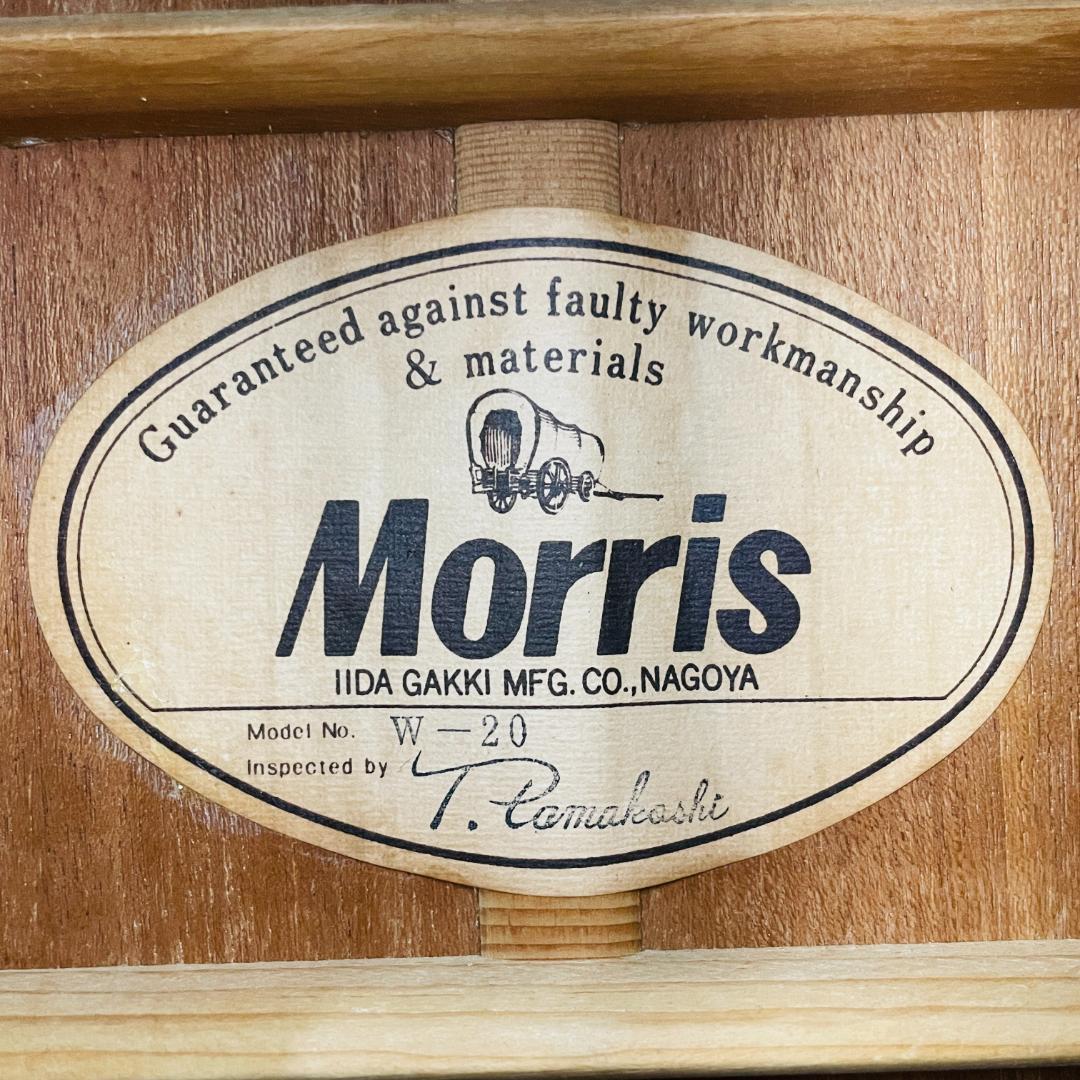 Guaranteed against faulty workmanship
& materials
Morris
IIDA GAKKI MFG. CO.,NAGOYA
Model No. W-20
Inspected by T.